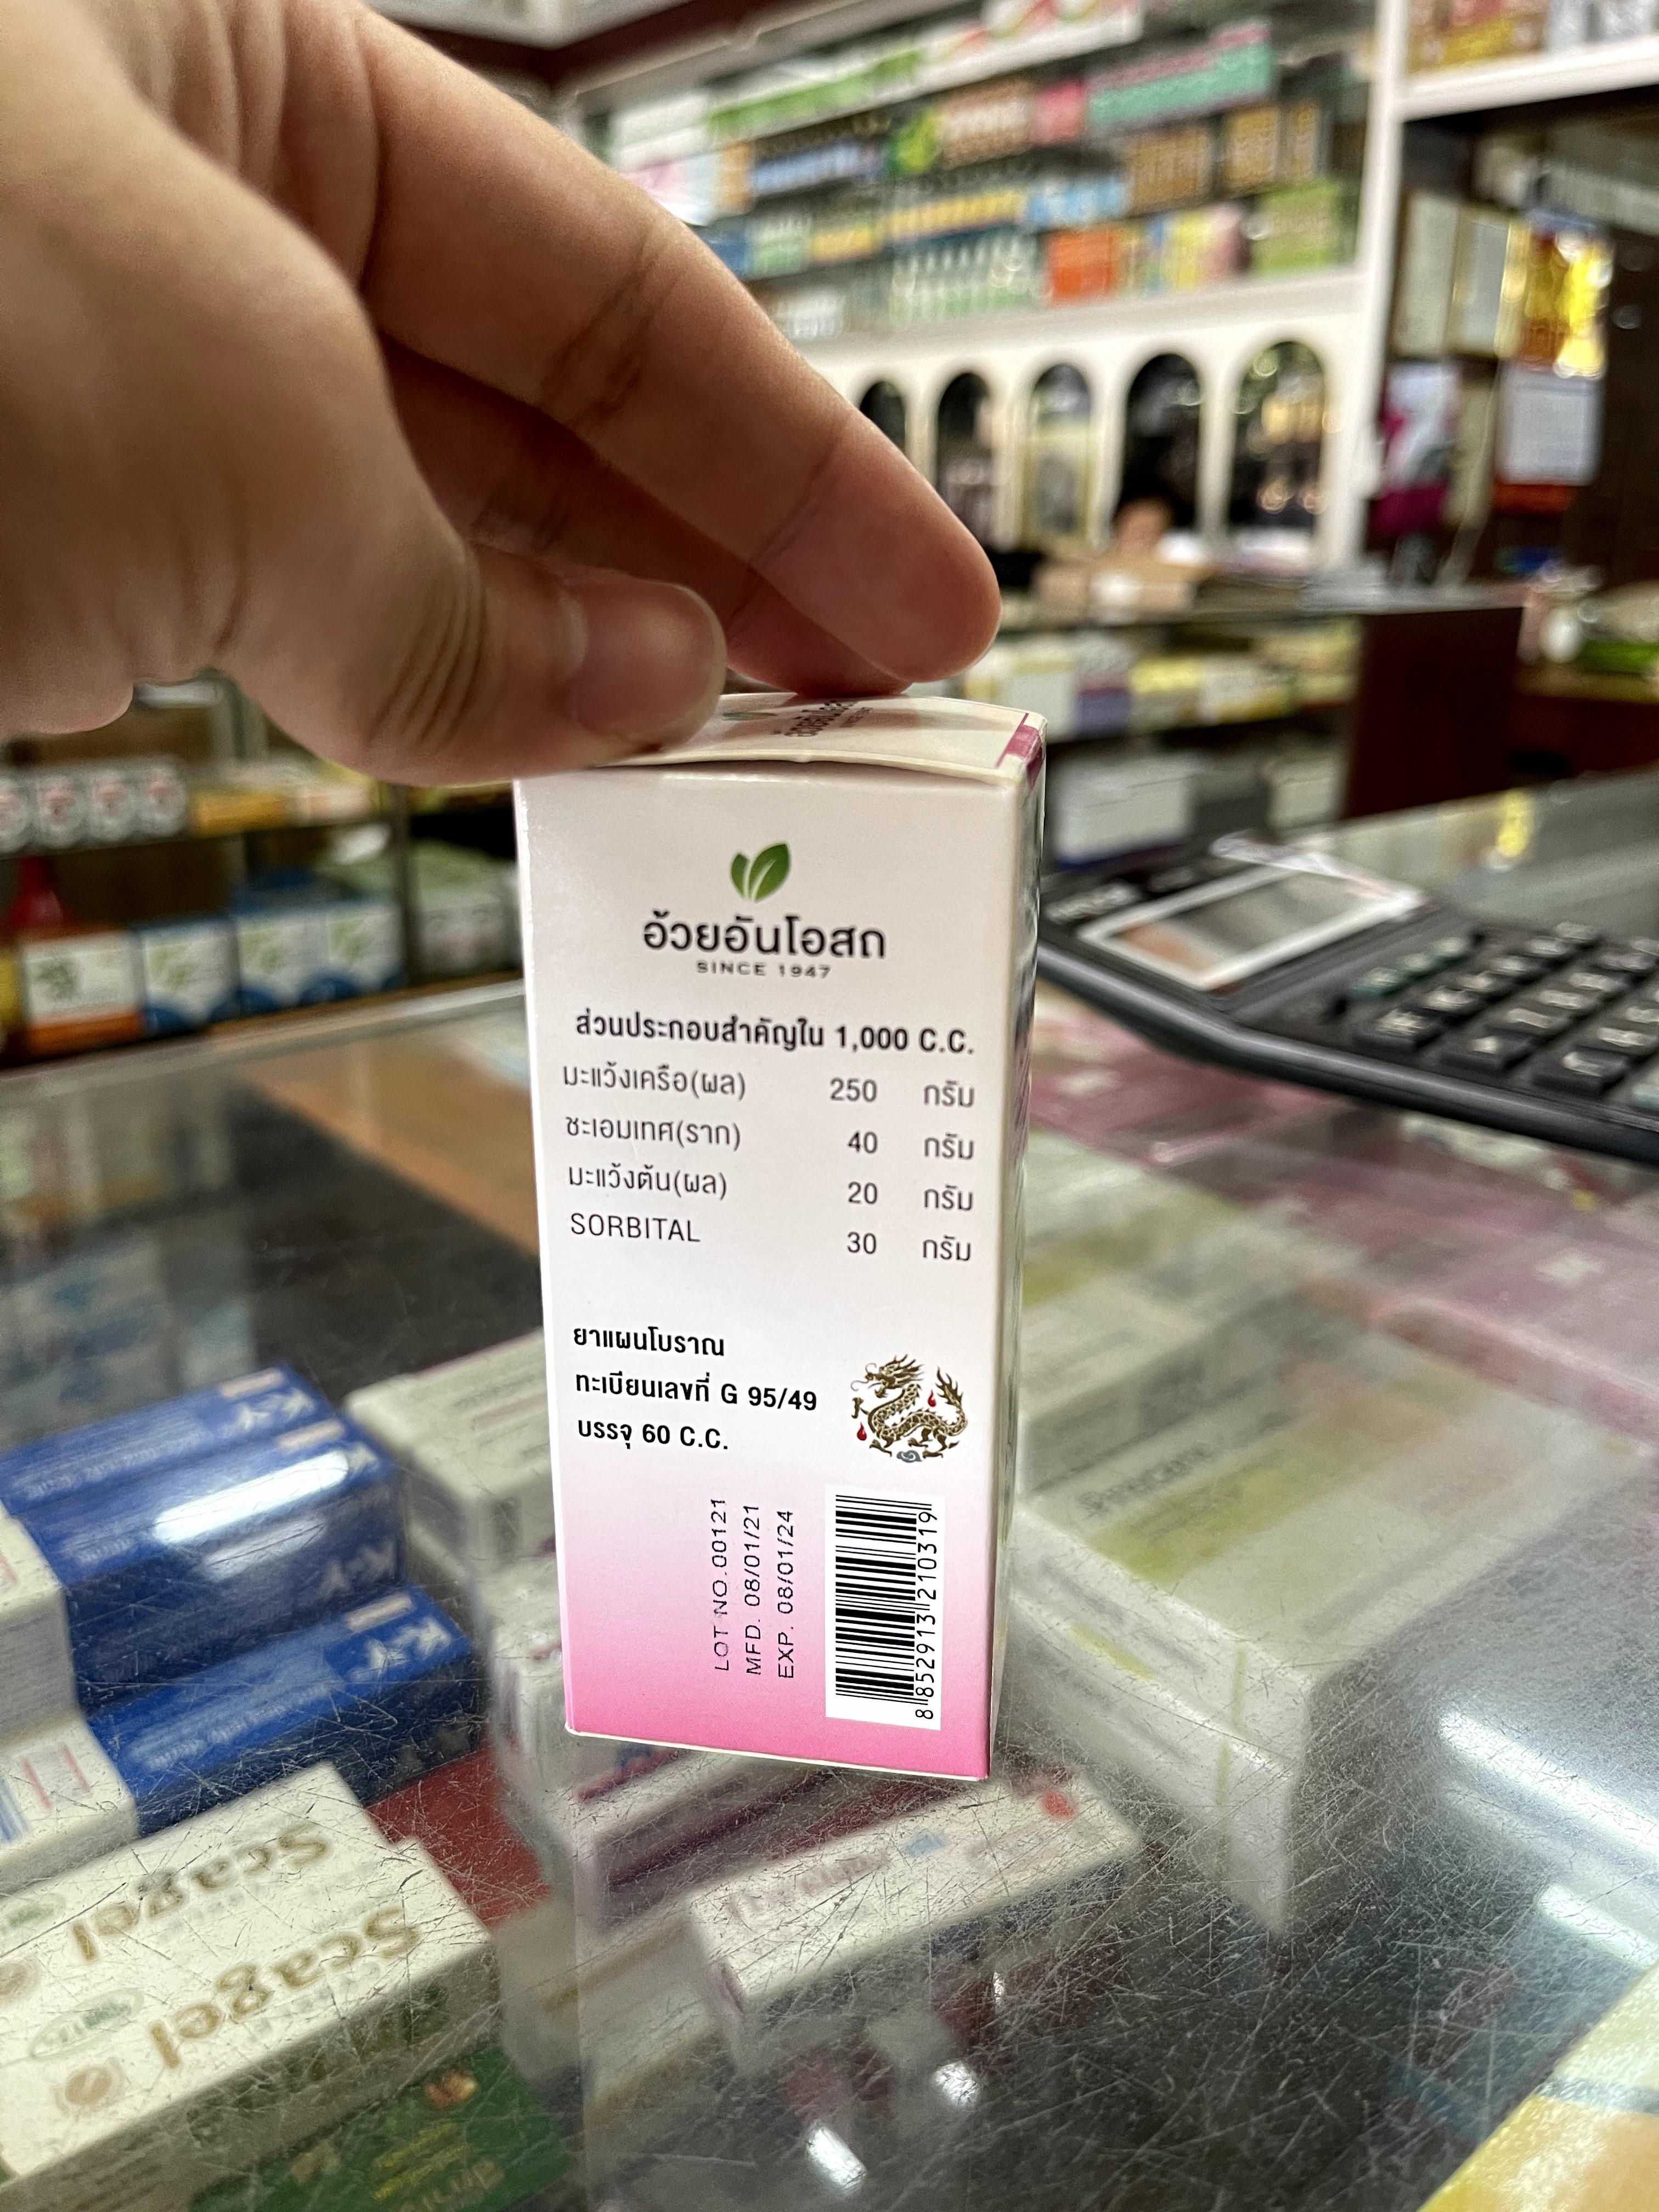 อ้วยอันโอสถ
SINCE 1947
ส่วนประกอบสำคัญใน 1,000 C.C.
มะแว้งเครือ(ผล) 250 กรัม
ชะเอมเทศ(ราก) 40 กรัม
มะแว้งต้น(ผล) 20 กรัม
SORBITAL 30 กรัม
ยาแผนโบราณ
ทะเบียนเลขที่ G 95/49
บรรจุ 60 C.C.
LOT NO.00121
MFD. 08/01/21
EXP. 08/01/24
8 852913 210319
K-Y
K-Y
K-Y
Scagel
Scagel